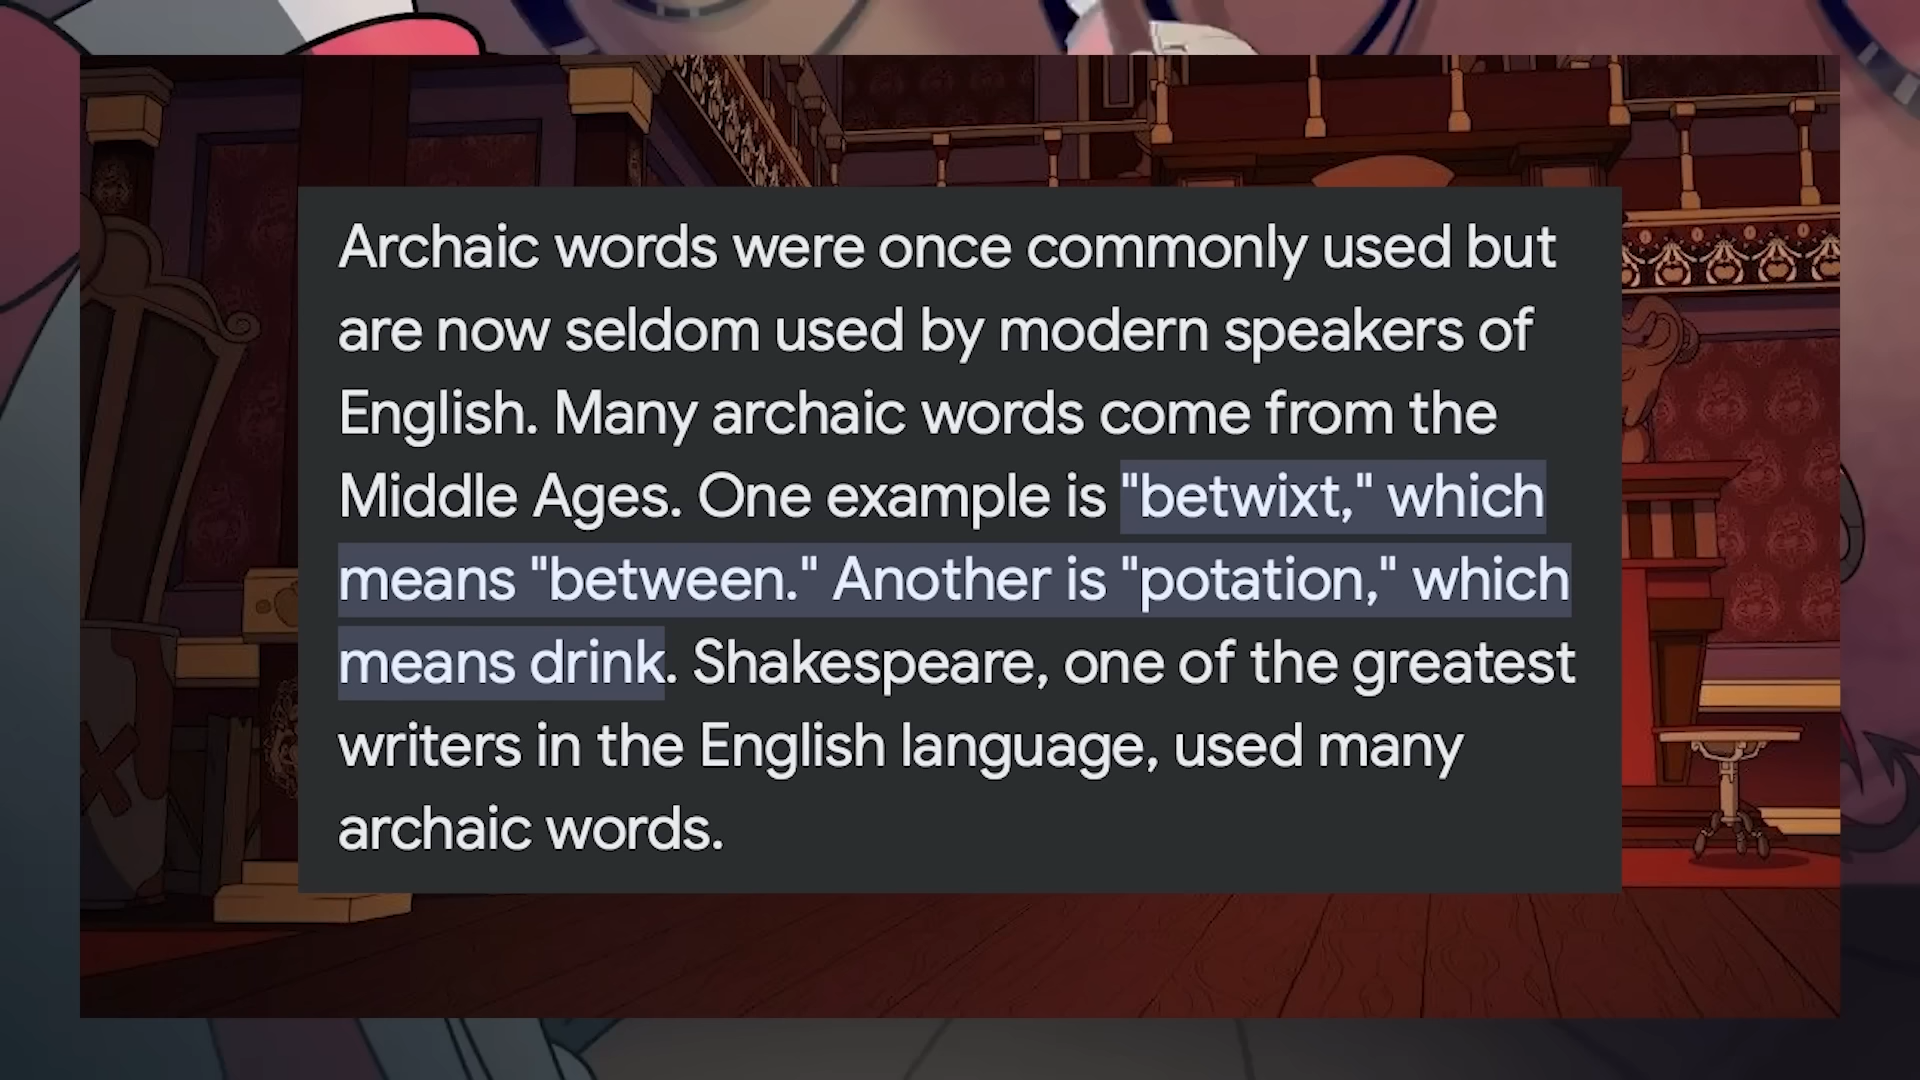 Archaic words were once commonly used but
are now seldom used by modern speakers of
English. Many archaic words come from the
Middle Ages. One example is "betwixt," which
means "between." Another is "potation," which
means drink. Shakespeare, one of the greatest
writers in the English language, used many
archaic words.